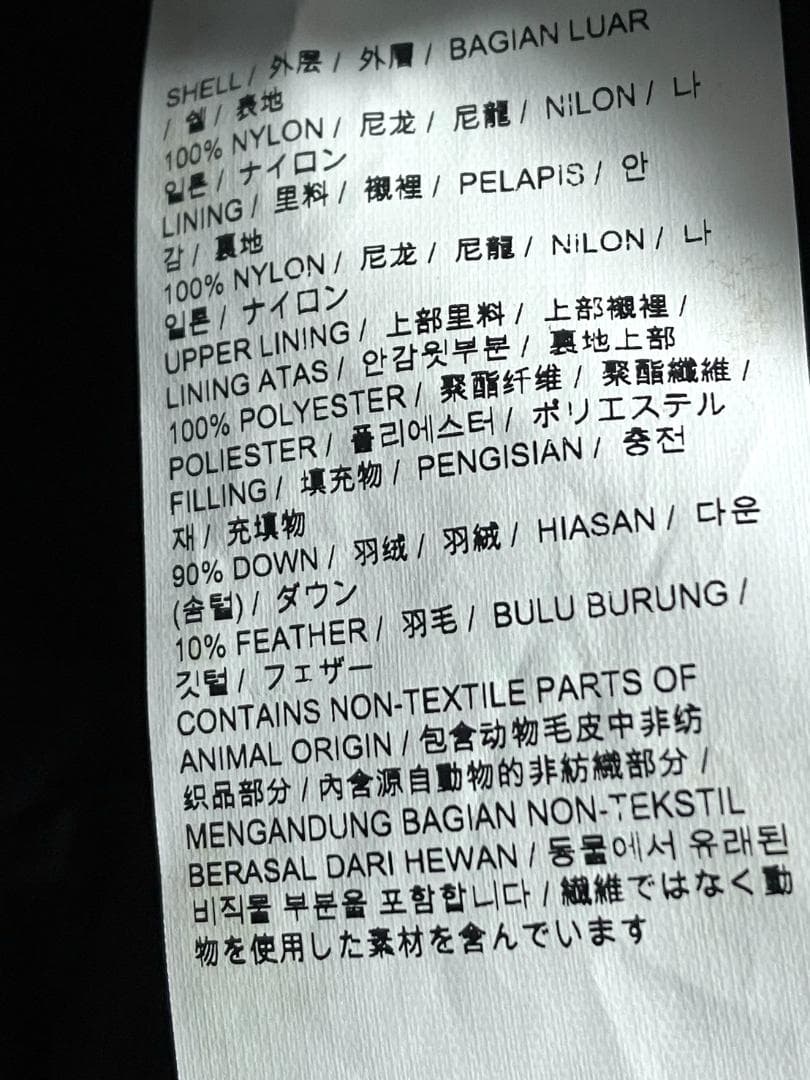 SHELL / 外层 / 外層 / BAGIAN LUAR
/ 쉘 / 表地
100% NYLON / 尼龙 / 尼龍 / NiLON / 나
일론 / ナイロン
LINING / 里料 / 襯裡 / PELAPiS / 안
감 / 裏地
100% NYLON / 尼龙 / 尼龍 / NiLON / 나
일론 / ナイロン
UPPER LINING / 上部里料 / 上部襯裡 /
LINING ATAS / 안감윗부분 / 裏地上部
100% POLYESTER / 聚酯纤维 / 聚酯纖維 /
POLIESTER / 폴리에스터 / ポリエステル
FILLING / 填充物 / PENGISIAN / 충전
재 / 充填物
90% DOWN / 羽绒 / 羽絨 / HIASAN / 다운
(솜털) / ダウン
10% FEATHER / 羽毛 / BULU BURUNG /
깃털 / フェザー
CONTAINS NON-TEXTILE PARTS OF
ANIMAL ORIGIN / 包含动物毛皮中非纺
织品部分 / 內含源自動物的非紡織部分 /
MENGANDUNG BAGIAN NON-TEKSTIL
BERASAL DARI HEWAN / 동물에서 유래된
비직물 부분을 포함합니다 / 繊維ではなく動
物を使用した素材を含んでいます